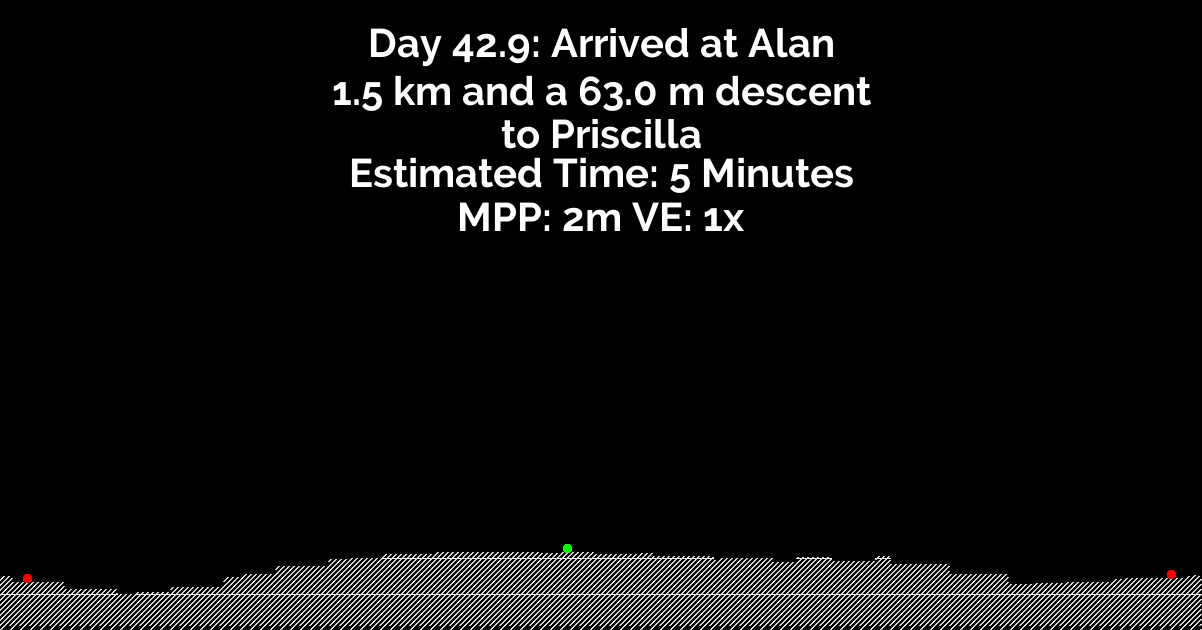 Day 42.9: Arrived at Alan
1.5 km and a 63.0 m descent
to Priscilla
Estimated Time: 5 Minutes
MPP: 2m VE: 1x